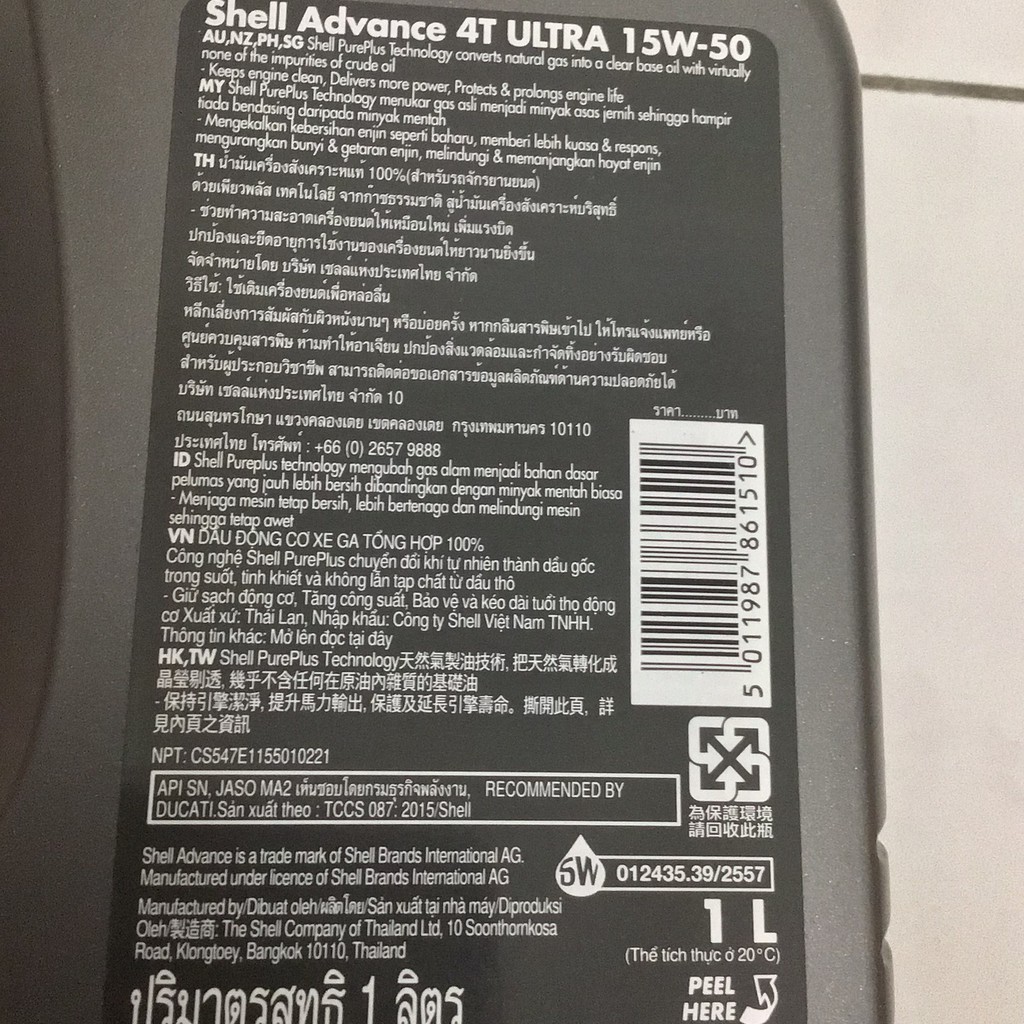 Shell Advance 4T ULTRA 15W-50
AU,NZ,PH,SG Shell PurePlus Technology converts natural gas into a clear base oil with virtually
none of the impurities of crude oil
- Keeps engine clean, Delivers more power, Protects & prolongs engine life
MY Shell PurePlus Technology menukar gas asli menjadi minyak asas jernih sehingga hampir
tiada bendasing daripada minyak mentah
- Mengekalkan kebersihan enjin seperti baharu, memberi lebih kuasa & respons,
mengurangkan bunyi & getaran enjin, melindungi & memanjangkan hayat enjin
TH น้ำมันเครื่องสังเคราะห์แท้ 100%(สำหรับรถจักรยานยนต์)
ด้วยเพียวพลัส เทคโนโลยี จากก๊าซธรรมชาติ สู่น้ำมันเครื่องสังเคราะห์บริสุทธิ์
- ช่วยทำความสะอาดเครื่องยนต์ให้เหมือนใหม่ เพิ่มแรงบิด
ปกป้องและยืดอายุการใช้งานของเครื่องยนต์ให้ยาวนานยิ่งขึ้น
จัดจำหน่ายโดย บริษัท เชลล์แห่งประเทศไทย จำกัด
วิธีใช้: ใช้เติมเครื่องยนต์เพื่อหล่อลื่น
หลีกเลี่ยงการสัมผัสกับผิวหนังนานๆ หรือบ่อยครั้ง หากกลืนสารพิษเข้าไป ให้โทรแจ้งแพทย์หรือ
ศูนย์ควบคุมสารพิษ ห้ามทำให้อาเจียน ปกป้องสิ่งแวดล้อมและกำจัดทิ้งอย่างรับผิดชอบ
สำหรับผู้ประกอบวิชาชีพ สามารถติดต่อขอเอกสารข้อมูลผลิตภัณฑ์ด้านความปลอดภัยได้
บริษัท เชลล์แห่งประเทศไทย จำกัด 10
ถนนสุนทรโกษา แขวงคลองเตย เขตคลองเตย กรุงเทพมหานคร 10110
ประเทศไทย โทรศัพท์ : +66 (0) 2657 9888
ราคา.........บาท
5 011987 861510 >
ID Shell Pureplus technology mengubah gas alam menjadi bahan dasar
pelumas yang jauh lebih bersih dibandingkan dengan minyak mentah biasa
- Menjaga mesin tetap bersih, lebih bertenaga dan melindungi mesin
sehingga tetap awet
VN DẦU ĐỘNG CƠ XE GA TỔNG HỢP 100%
Công nghệ Shell PurePlus chuyển đổi khí tự nhiên thành dầu gốc
trong suốt, tinh khiết và không lẫn tạp chất từ dầu thô
- Giữ sạch động cơ, Tăng công suất, Bảo vệ và kéo dài tuổi thọ động
cơ Xuất xứ: Thái Lan, Nhập khẩu: Công ty Shell Việt Nam TNHH.
Thông tin khác: Mở lên đọc tại đây
HK,TW Shell PurePlus Technology天然氣製油技術, 把天然氣轉化成
晶瑩剔透, 幾乎不含任何在原油內雜質的基礎油
- 保持引擎潔淨, 提升馬力輸出, 保護及延長引擎壽命。撕開此頁, 詳
見內頁之資訊
NPT: CS547E1155010221
為保護環境
請回收此瓶
API SN, JASO MA2 เห็นชอบโดยกรมธุรกิจพลังงาน, RECOMMENDED BY
DUCATI.Sản xuất theo : TCCS 087: 2015/Shell
Shell Advance is a trade mark of Shell Brands International AG.
Manufactured under licence of Shell Brands International AG
5W 012435.39/2557
Manufactured by/Dibuat oleh/ผลิตโดย/Sản xuất tại nhà máy/Diproduksi
Oleh/製造商: The Shell Company of Thailand Ltd, 10 Soonthornkosa
Road, Klongtoey, Bangkok 10110, Thailand
1 L
(Thể tích thực ở 20°C)
PEEL
HERE
ปริมาตรสุทธิ 1 ลิตร